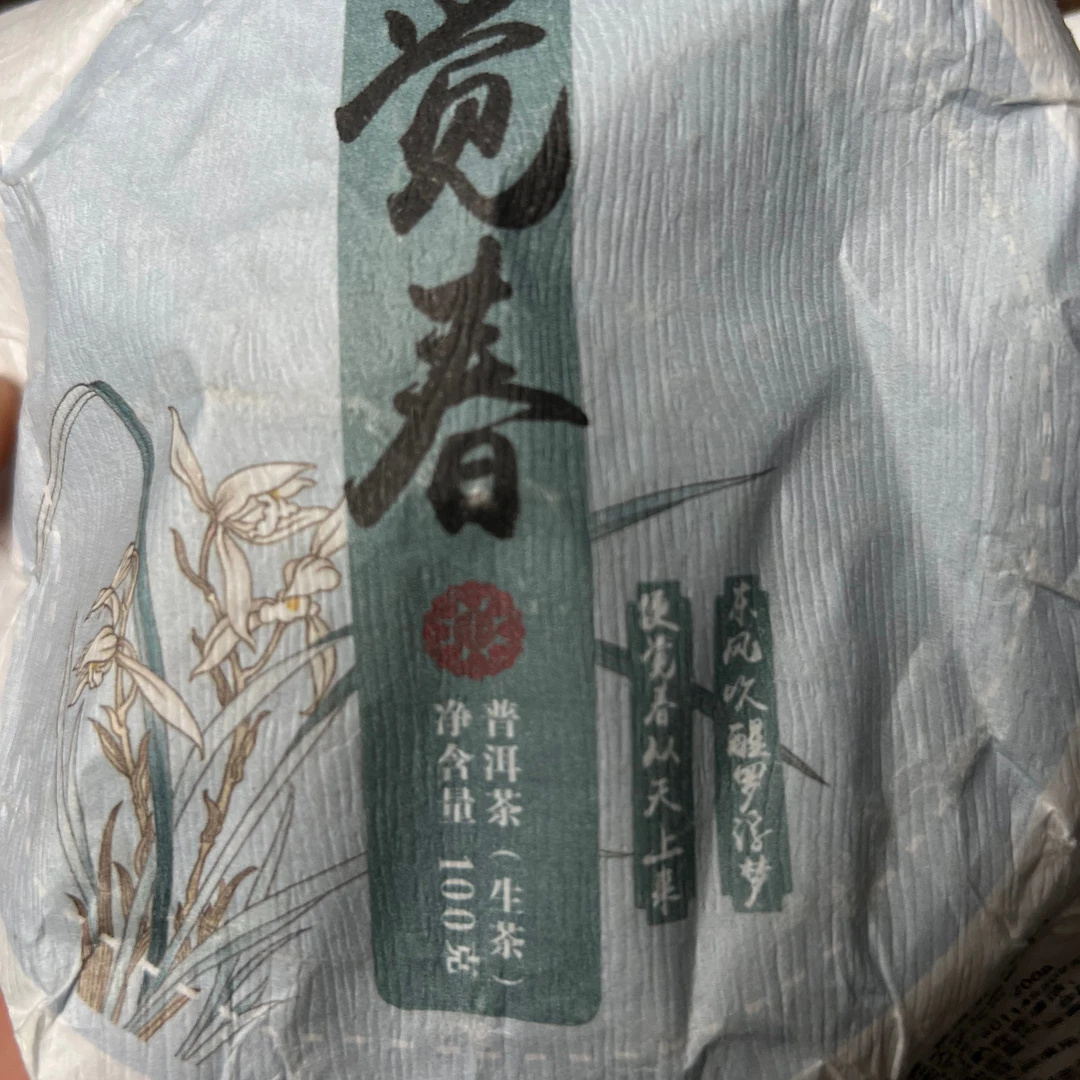 觉春
普洱茶（生茶）
净含量 100克
东风吹醒罗浮梦
便觉春从天上来